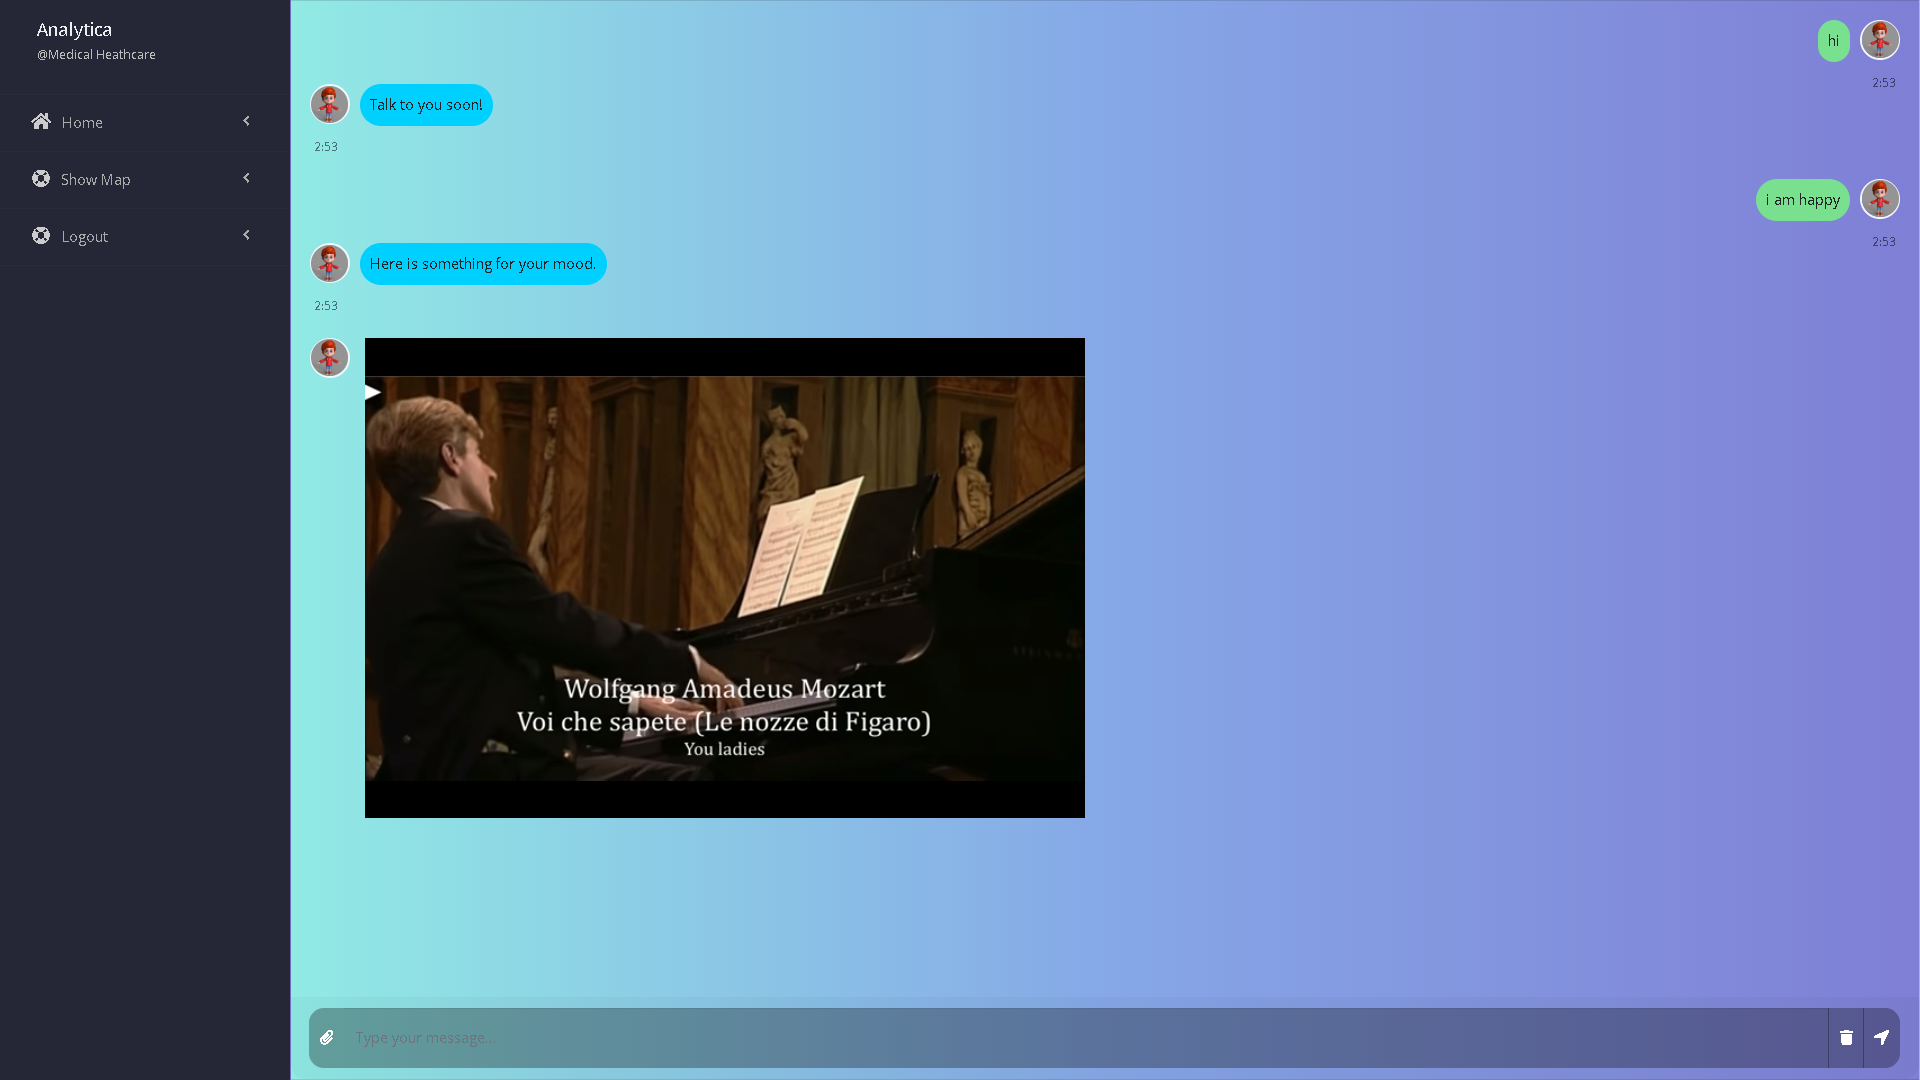 Analytica
@Medical Heathcare
Home
Show Map
Logout
hi
2:53
Talk to you soon!
2:53
i am happy
2:53
Here is something for your mood.
2:53
Wolfgang Amadeus Mozart
Voi che sapete (Le nozze di Figaro)
You ladies
Type your message...